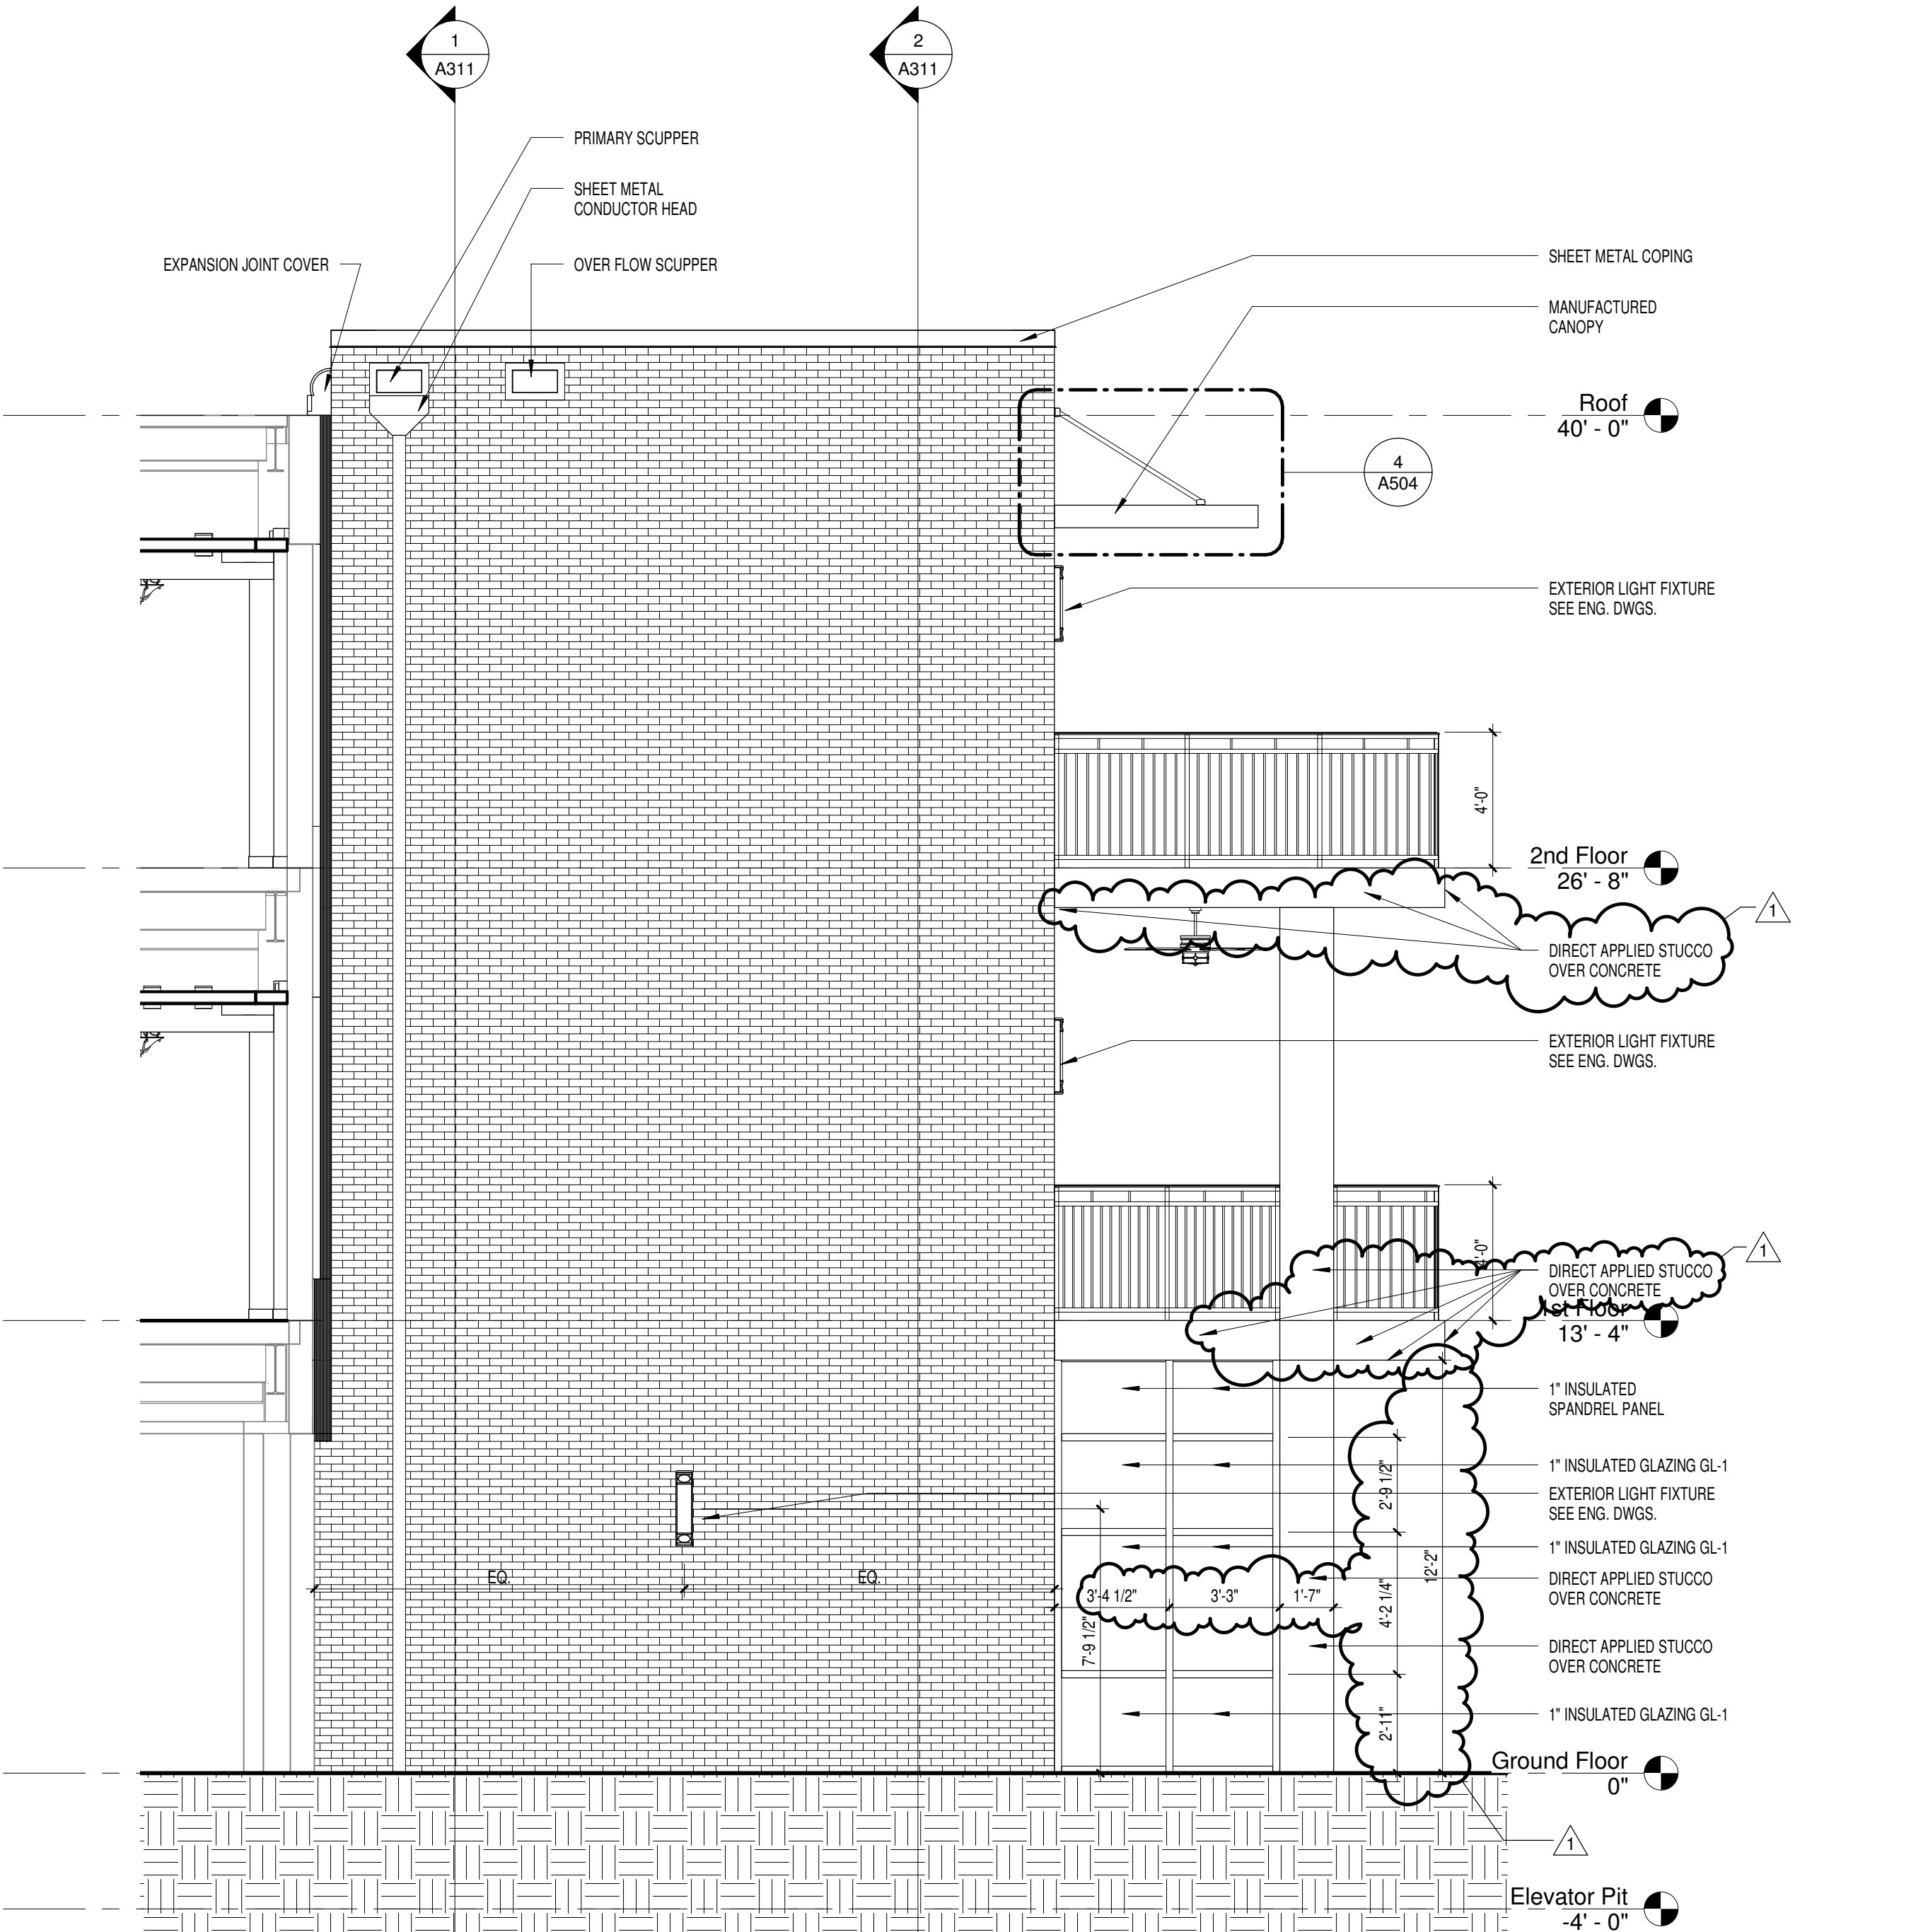 1
A311
2
A311
PRIMARY SCUPPER
SHEET METAL
CONDUCTOR HEAD
EXPANSION JOINT COVER
OVER FLOW SCUPPER
SHEET METAL COPING
MANUFACTURED
CANOPY
Roof
40' - 0"
4
A504
EXTERIOR LIGHT FIXTURE
SEE ENG. DWGS.
4'-0"
2nd Floor
26' - 8"
1
DIRECT APPLIED STUCCO
OVER CONCRETE
EXTERIOR LIGHT FIXTURE
SEE ENG. DWGS.
4'-0"
1
DIRECT APPLIED STUCCO
OVER CONCRETE
1st Floor
13' - 4"
1" INSULATED
SPANDREL PANEL
2'-9 1/2"
1" INSULATED GLAZING GL-1
EXTERIOR LIGHT FIXTURE
SEE ENG. DWGS.
1" INSULATED GLAZING GL-1
12'-2"
EQ.
EQ.
DIRECT APPLIED STUCCO
OVER CONCRETE
3'-4 1/2"
3'-3"
1'-7"
4'-2 1/4"
7'-9 1/2"
DIRECT APPLIED STUCCO
OVER CONCRETE
2'-11"
1" INSULATED GLAZING GL-1
Ground Floor
0"
1
Elevator Pit
-4' - 0"